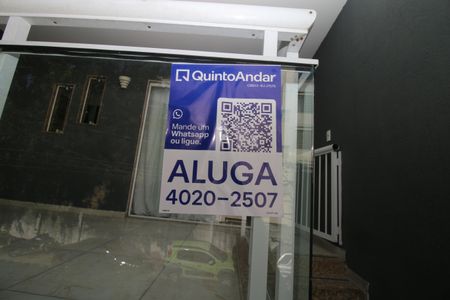 QuintoAndar
Mande um
Whatsapp
ou ligue.
ALUGA
4020-2507